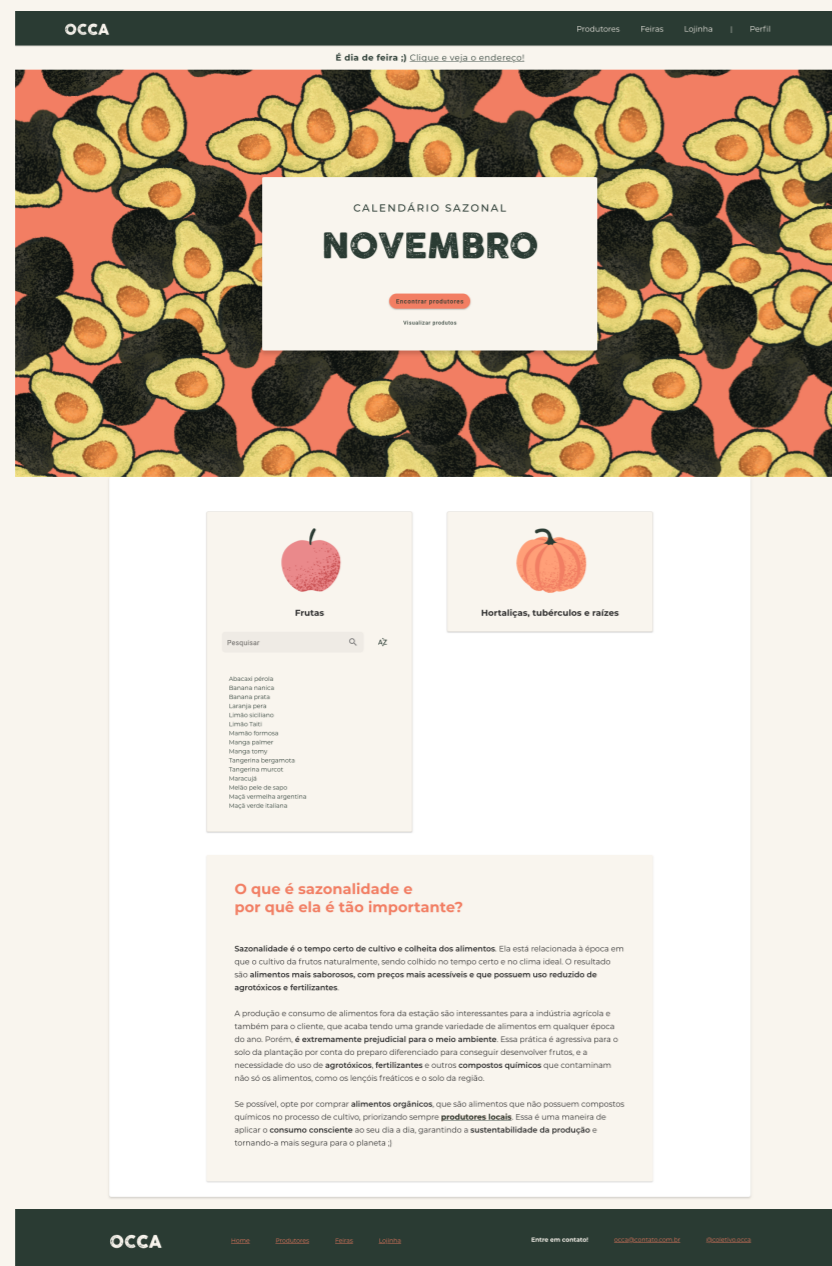 OCCA
Produtores Feiras Lojinha | Perfil
É dia de feira ;) Clique e veja o endereço!
CALENDÁRIO SAZONAL
NOVEMBRO
Encontrar produtores
Visualizar produtos
Frutas
Pesquisar
AZ
Abacaxi pérola
Banana nanica
Banana prata
Laranja pera
Limão siciliano
Limão Taiti
Mamão formosa
Manga palmer
Manga tomy
Tangerina bergamota
Tangerina murcot
Maracujá
Melão pele de sapo
Maçã vermelha argentina
Maçã verde italiana
Hortaliças, tubérculos e raízes
O que é sazonalidade e
por quê ela é tão importante?
Sazonalidade é o tempo certo de cultivo e colheita dos alimentos. Ela está relacionada à época em
que o cultivo da frutos naturalmente, sendo colhido no tempo certo e no clima ideal. O resultado
são alimentos mais saborosos, com preços mais acessíveis e que possuem uso reduzido de
agrotóxicos e fertilizantes.
A produção e consumo de alimentos fora da estação são interessantes para a indústria agrícola e
também para o cliente, que acaba tendo uma grande variedade de alimentos em qualquer época
do ano. Porém, é extremamente prejudicial para o meio ambiente. Essa prática é agressiva para o
solo da plantação por conta do preparo diferenciado para conseguir desenvolver frutos, e a
necessidade do uso de agrotóxicos, fertilizantes e outros compostos químicos que contaminam
não só os alimentos, como os lençóis freáticos e o solo da região.
Se possível, opte por comprar alimentos orgânicos, que são alimentos que não possuem compostos
químicos no processo de cultivo, priorizando sempre produtores locais. Essa é uma maneira de
aplicar o consumo consciente ao seu dia a dia, garantindo a sustentabilidade da produção e
tornando-a mais segura para o planeta ;)
OCCA
Home Produtores Feiras Lojinha
Entre em contato! occa@contato.com.br @coletivo.occa